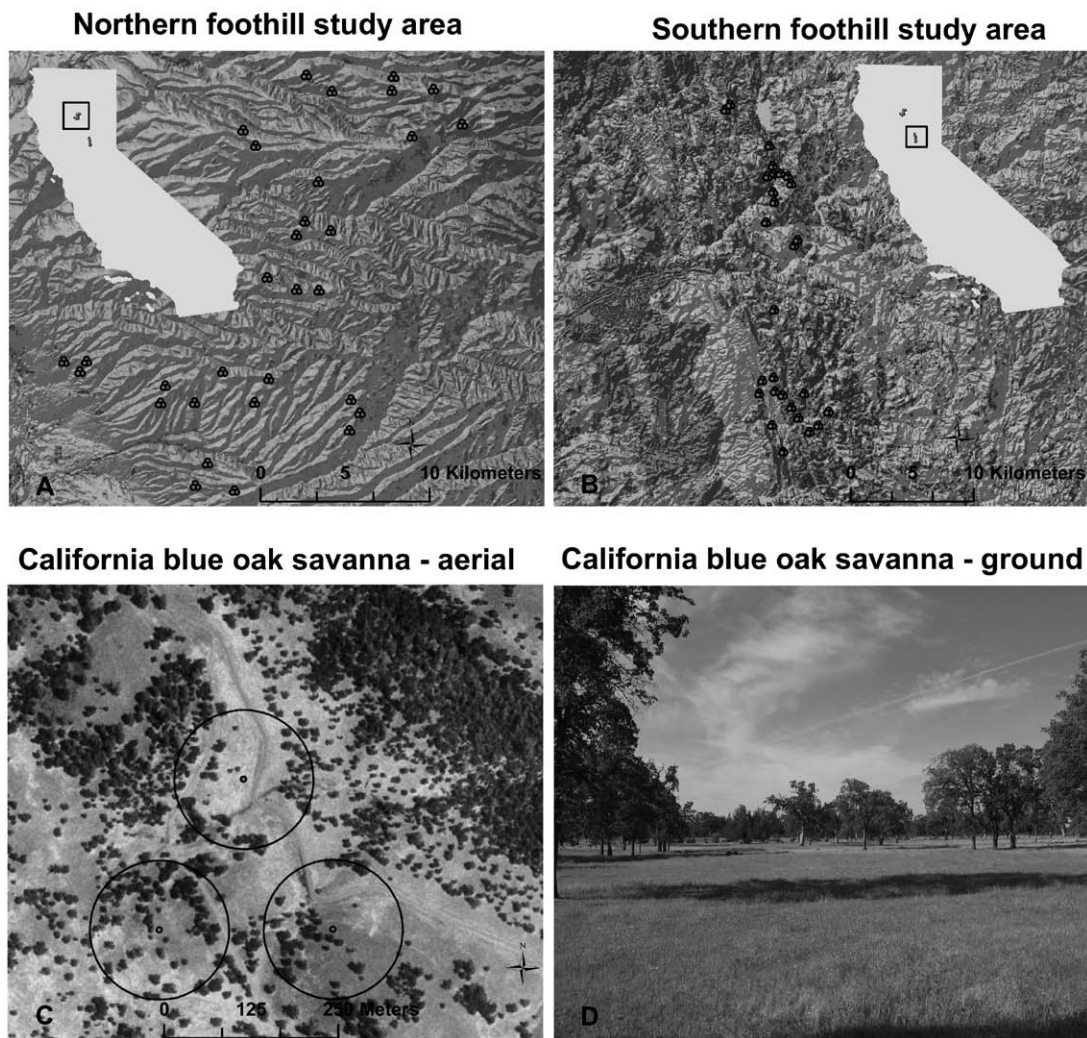 Northern foothill study area
Southern foothill study area
A
0 5 10 Kilometers
B
0 5 10 Kilometers
California blue oak savanna - aerial
California blue oak savanna - ground
N
C
0 125 250 Meters
D